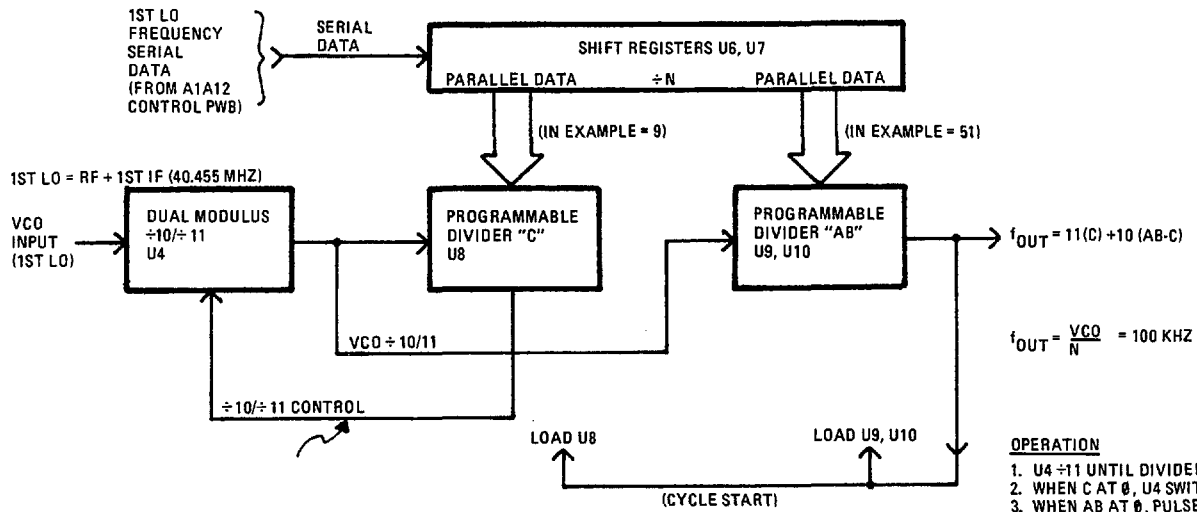 1ST LO
FREQUENCY
SERIAL
DATA
(FROM A1A12
CONTROL PWB)
SERIAL
DATA
SHIFT REGISTERS U6, U7
PARALLEL DATA ÷N PARALLEL DATA
(IN EXAMPLE = 9)
(IN EXAMPLE = 51)
1ST LO = RF + 1ST IF (40.455 MHZ)
VCO
INPUT
(1ST LO)
DUAL MODULUS
÷10/÷11
U4
PROGRAMMABLE
DIVIDER "C"
U8
PROGRAMMABLE
DIVIDER "AB"
U9, U10
fOUT = 11(C) +10 (AB-C)
VCO ÷ 10/11
fOUT = VCO/N = 100 KHZ
÷10/÷11 CONTROL
LOAD U8
LOAD U9, U10
(CYCLE START)
OPERATION
1. U4 ÷11 UNTIL DIVIDE
2. WHEN C AT 0, U4 SWIT
3. WHEN AB AT 0, PULSE